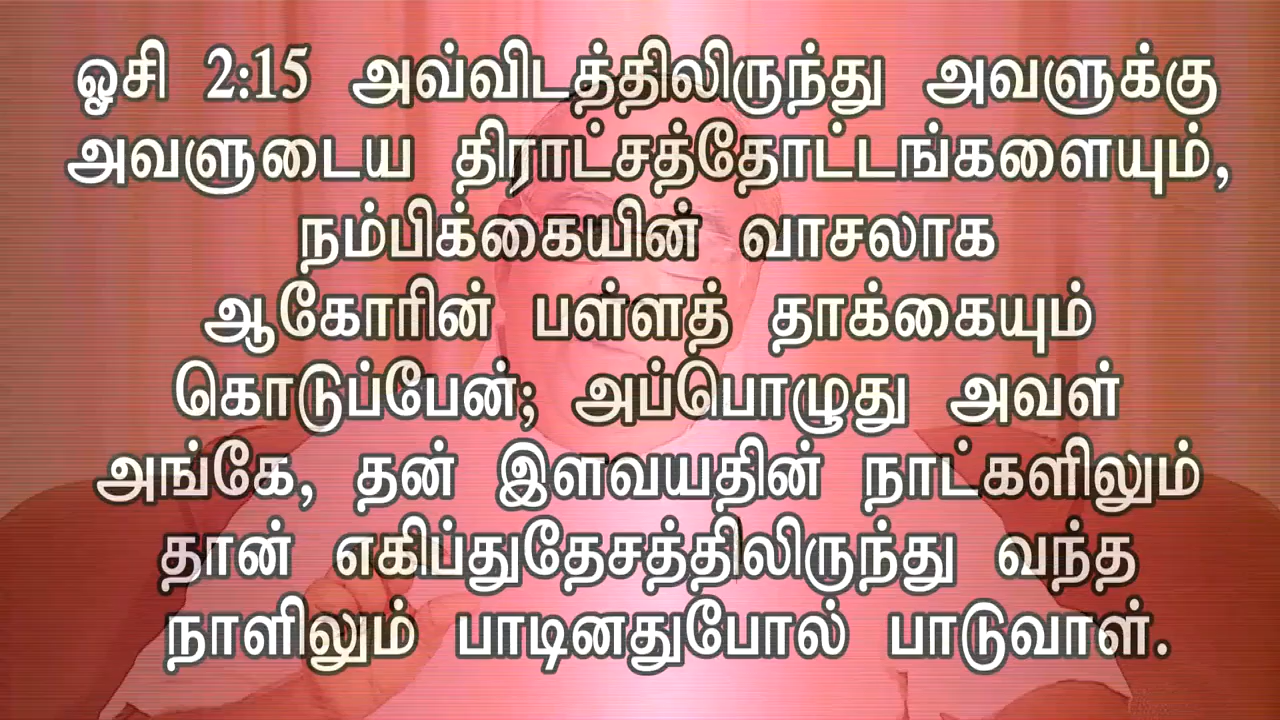 ஓசி 2:15 அவ்விடத்திலிருந்து அவளுக்கு
அவளுடைய திராட்சத்தோட்டங்களையும்,
நம்பிக்கையின் வாசலாக
ஆகோரின் பள்ளத் தாக்கையும்
கொடுப்பேன்; அப்பொழுது அவள்
அங்கே, தன் இளவயதின் நாட்களிலும்
தான் எகிப்துதேசத்திலிருந்து வந்த
நாளிலும் பாடினதுபோல் பாடுவாள்.